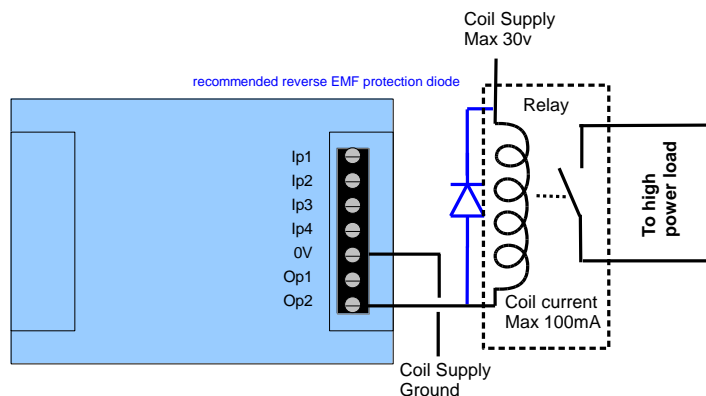 Coil Supply
Max 30v
recommended reverse EMF protection diode
Relay
Ip1
Ip2
Ip3
Ip4
0V
Op1
Op2
To high
power load
Coil current
Max 100mA
Coil Supply
Ground